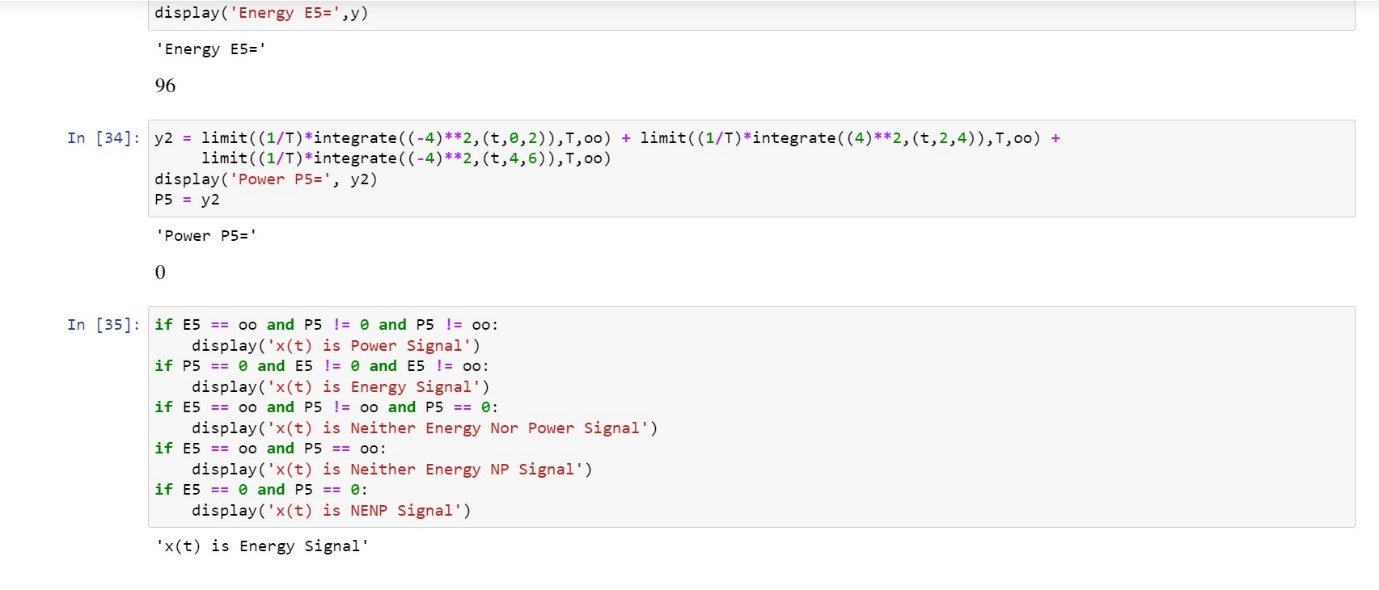 display('Energy E5=',y)
'Energy E5='
96
In [34]: y2 = limit((1/T)*integrate((-4)**2,(t,0,2)),T,oo) + limit((1/T)*integrate((4)**2,(t,2,4)),T,oo) +
     limit((1/T)*integrate((-4)**2,(t,4,6)),T,oo)
display('Power P5=', y2)
P5 = y2
'Power P5='
0
In [35]: if E5 == oo and P5 != 0 and P5 != oo:
    display('x(t) is Power Signal')
if P5 == 0 and E5 != 0 and E5 != oo:
    display('x(t) is Energy Signal')
if E5 == oo and P5 != oo and P5 == 0:
    display('x(t) is Neither Energy Nor Power Signal')
if E5 == oo and P5 == oo:
    display('x(t) is Neither Energy NP Signal')
if E5 == 0 and P5 == 0:
    display('x(t) is NENP Signal')
'x(t) is Energy Signal'